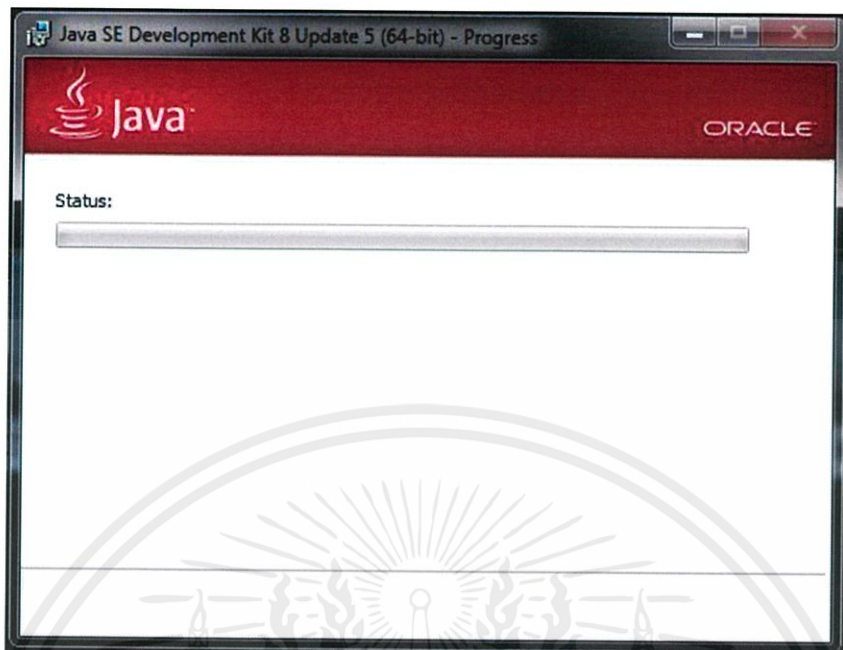 Java SE Development Kit 8 Update 5 (64-bit) - Progress
Java
ORACLE
Status: